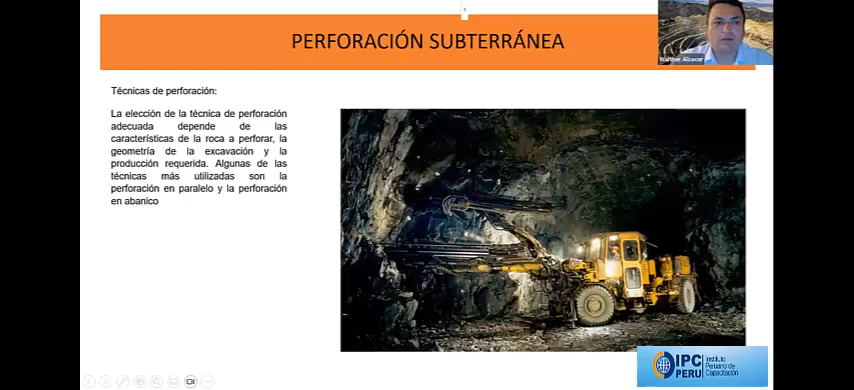 PERFORACIÓN SUBTERRÁNEA
Walther Alcocer
Técnicas de perforación:
La elección de la técnica de perforación
adecuada depende de las
características de la roca a perforar, la
geometría de la excavación y la
producción requerida. Algunas de las
técnicas más utilizadas son la
perforación en paralelo y la perforación
en abanico
IPC
PERU
Instituto
Peruano de
Capacitación